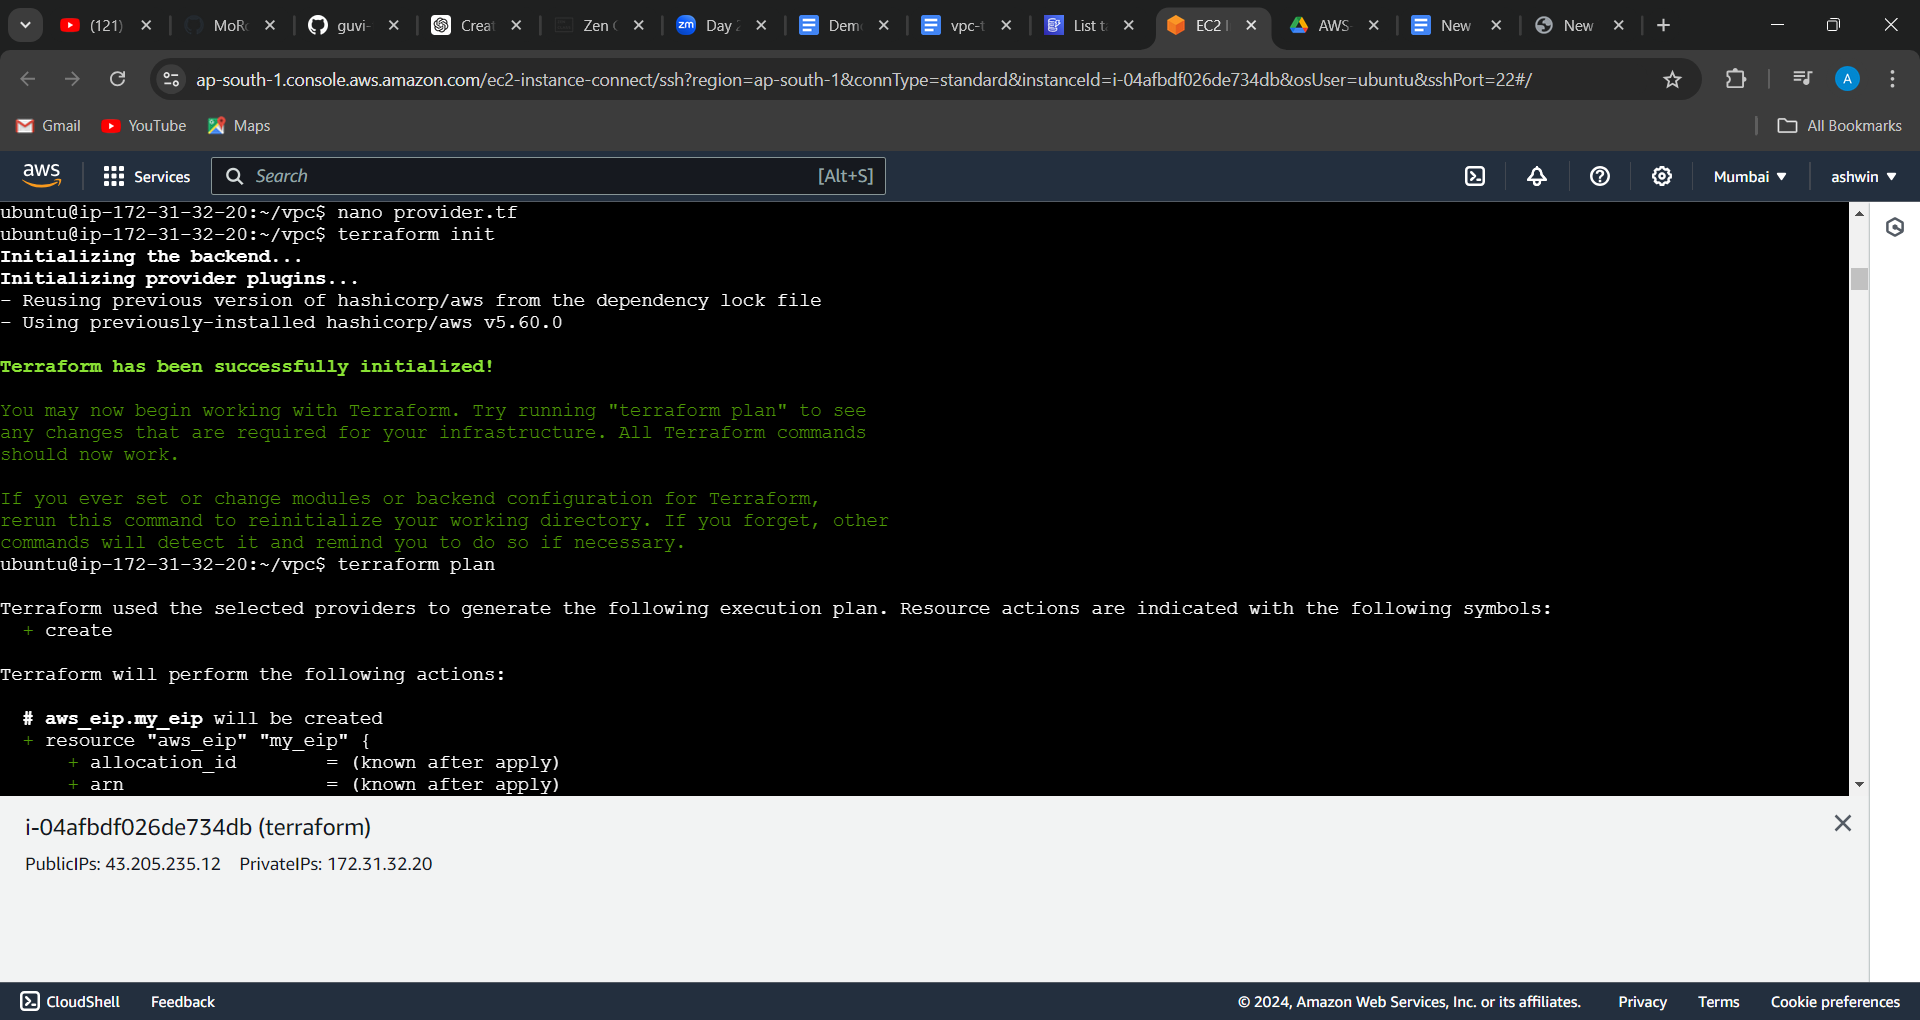 (121) MoR guvi- Creat Zen Day Dem vpc-t List t EC2 I AWS New New
ap-south-1.console.aws.amazon.com/ec2-instance-connect/ssh?region=ap-south-1&connType=standard&instanceId=i-04afbdf026de734db&osUser=ubuntu&sshPort=22#/
A
Gmail YouTube Maps All Bookmarks
aws Services Search [Alt+S] Mumbai ashwin
ubuntu@ip-172-31-32-20:~/vpc$ nano provider.tf
ubuntu@ip-172-31-32-20:~/vpc$ terraform init
Initializing the backend...
Initializing provider plugins...
- Reusing previous version of hashicorp/aws from the dependency lock file
- Using previously-installed hashicorp/aws v5.60.0
Terraform has been successfully initialized!
You may now begin working with Terraform. Try running "terraform plan" to see
any changes that are required for your infrastructure. All Terraform commands
should now work.
If you ever set or change modules or backend configuration for Terraform,
rerun this command to reinitialize your working directory. If you forget, other
commands will detect it and remind you to do so if necessary.
ubuntu@ip-172-31-32-20:~/vpc$ terraform plan
Terraform used the selected providers to generate the following execution plan. Resource actions are indicated with the following symbols:
+ create
Terraform will perform the following actions:
# aws_eip.my_eip will be created
+ resource "aws_eip" "my_eip" {
+ allocation_id = (known after apply)
+ arn = (known after apply)
i-04afbdf026de734db (terraform)
PublicIPs: 43.205.235.12 PrivateIPs: 172.31.32.20
CloudShell Feedback © 2024, Amazon Web Services, Inc. or its affiliates. Privacy Terms Cookie preferences